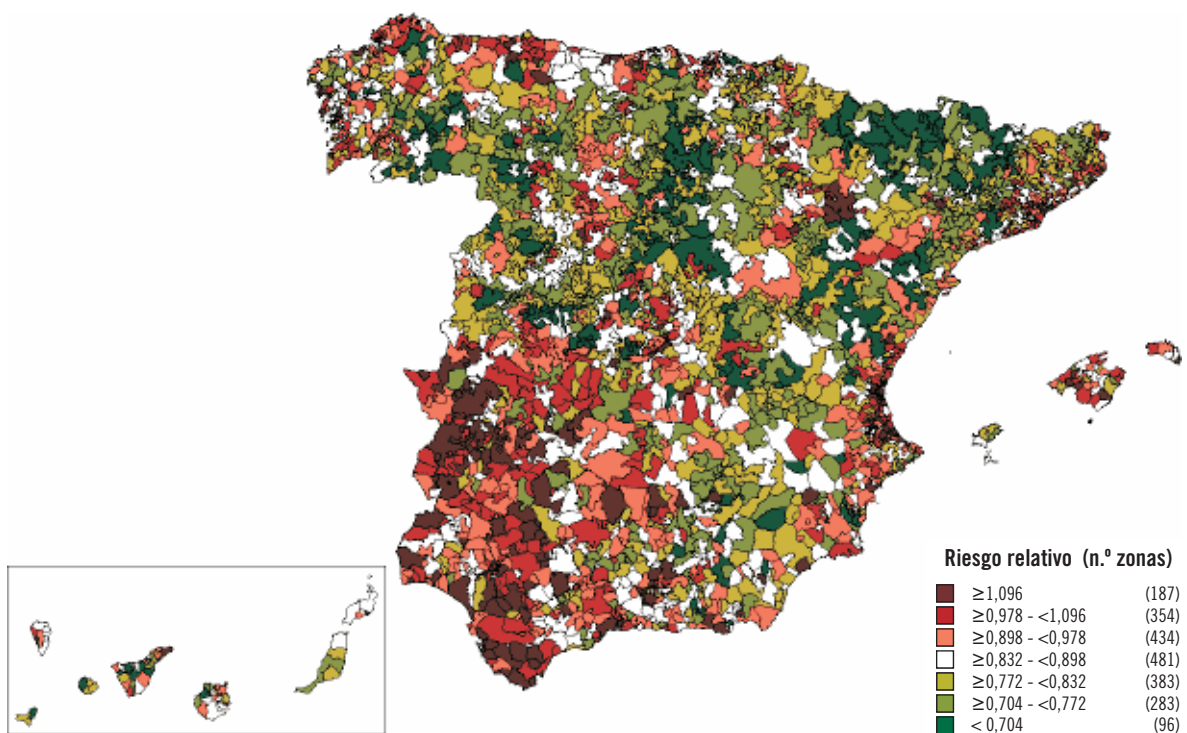 Riesgo relativo (n.º zonas)
≥1,096 (187)
≥0,978 - <1,096 (354)
≥0,898 - <0,978 (434)
≥0,832 - <0,898 (481)
≥0,772 - <0,832 (383)
≥0,704 - <0,772 (283)
< 0,704 (96)